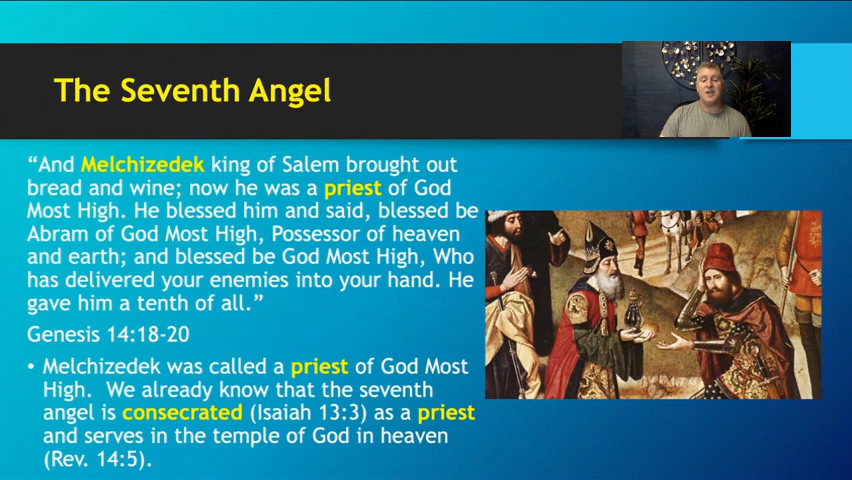 The Seventh Angel
“And Melchizedek king of Salem brought out
bread and wine; now he was a priest of God
Most High. He blessed him and said, blessed be
Abram of God Most High, Possessor of heaven
and earth; and blessed be God Most High, Who
has delivered your enemies into your hand. He
gave him a tenth of all.”
Genesis 14:18-20
• Melchizedek was called a priest of God Most
High. We already know that the seventh
angel is consecrated (Isaiah 13:3) as a priest
and serves in the temple of God in heaven
(Rev. 14:5).